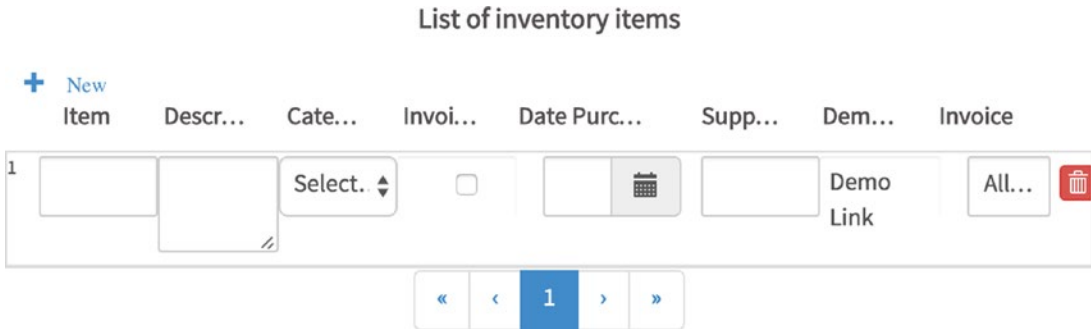 List of inventory items
+ New
Item Descr... Cate... Invoi... Date Purc... Supp... Dem... Invoice
1 Select.. Demo Link All...
« ‹ 1 › »